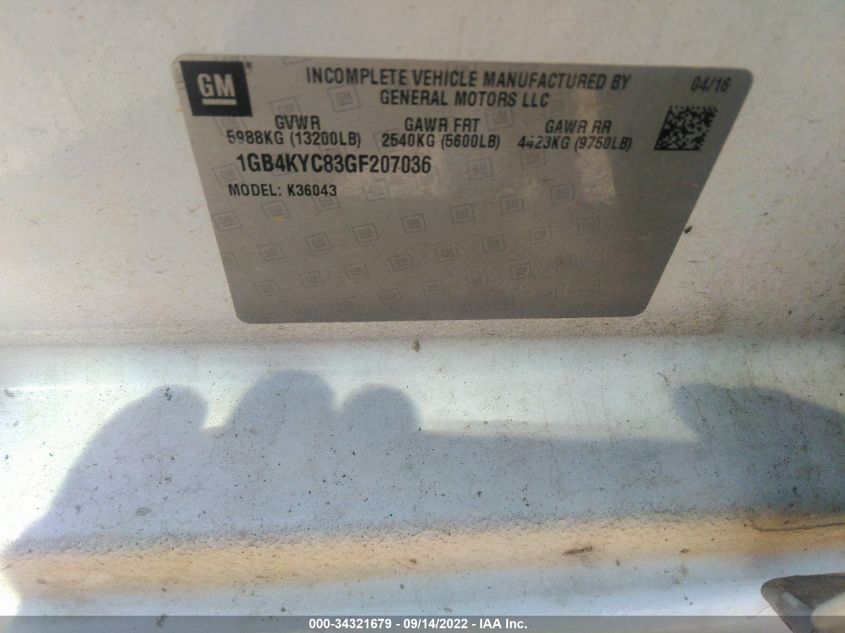 GM
INCOMPLETE VEHICLE MANUFACTURED BY
GENERAL MOTORS LLC
04/16
GVWR GAWR FRT GAWR RR
5988KG (13200LB) 2540KG (5600LB) 4423KG (9750LB)
1GB4KYC83GF207036
MODEL: K36043
000-34321679 - 09/14/2022 - IAA Inc.